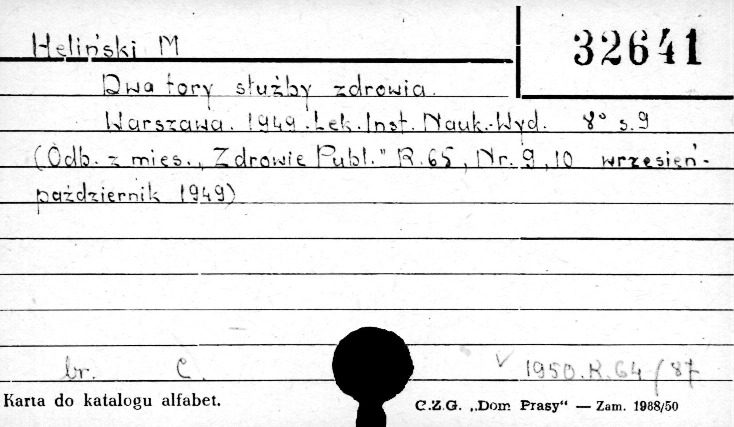 Heliński M
32641
Dwa tory służby zdrowia.
Warszawa. 1949. Lek. Inst. Nauk.-Wyd. 8° s. 9
(Odb. z mies. „Zdrowie Publ." R. 65, Nr. 9, 10 wrzesień-
październik 1949)
br. C. V 1950.R.64/87
Karta do katalogu alfabet.
C.Z.G. „Dom Prasy" — Zam. 1988/50